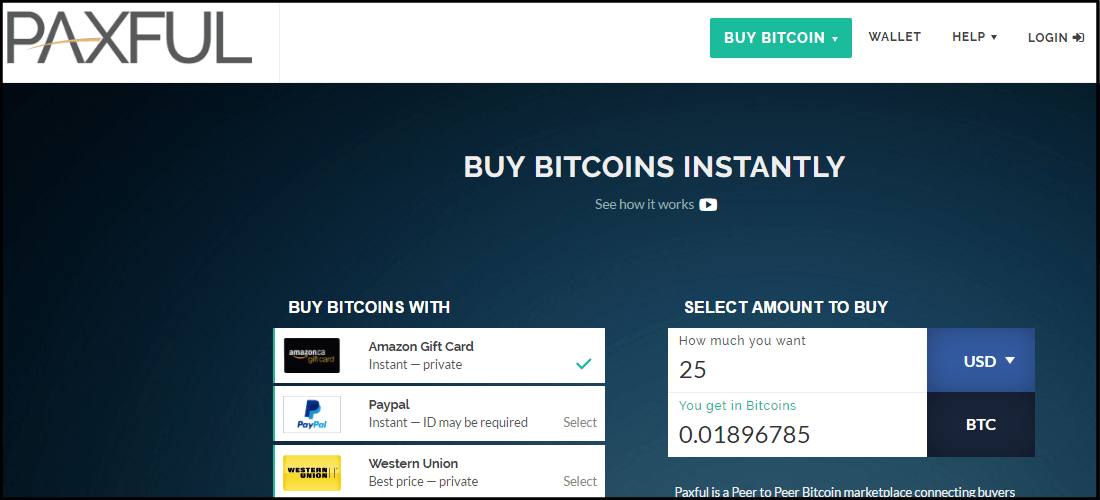 PAXFUL
BUY BITCOIN
WALLET
HELP
LOGIN
BUY BITCOINS INSTANTLY
See how it works
BUY BITCOINS WITH
amazon.ca
gift card
Amazon Gift Card
Instant — private
PayPal
Paypal
Instant — ID may be required
Select
WESTERN
UNION
Western Union
Best price — private
Select
SELECT AMOUNT TO BUY
How much you want
25
USD
You get in Bitcoins
0.01896785
BTC
Paxful is a Peer to Peer Bitcoin marketplace connecting buyers